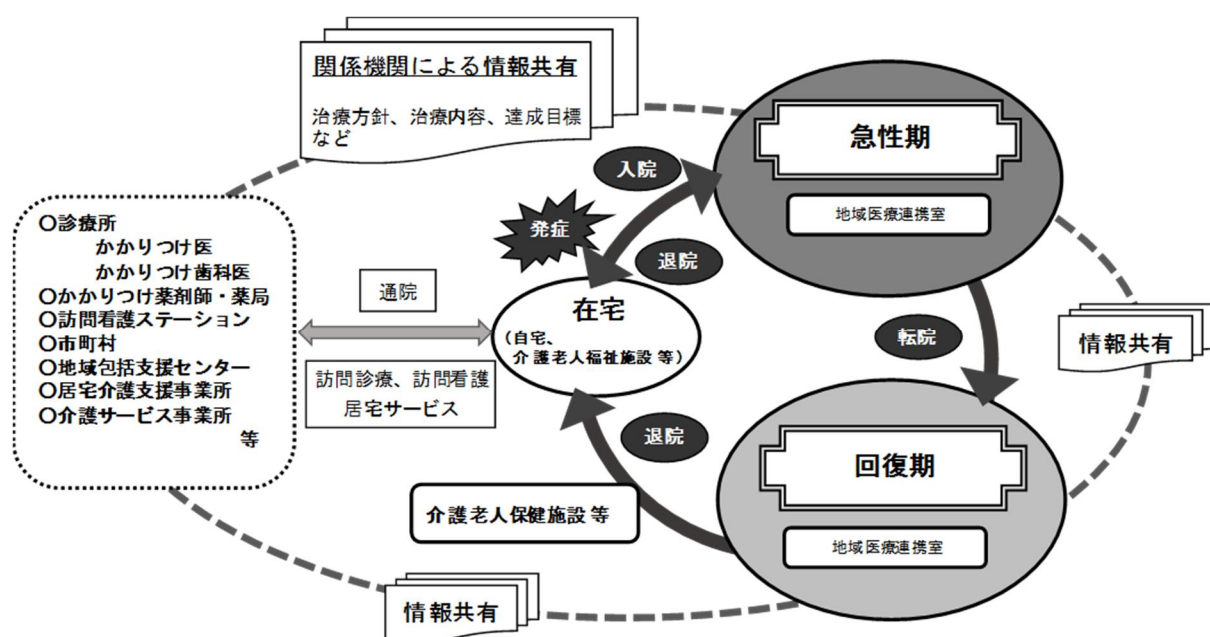 関係機関による情報共有
治療方針、治療内容、達成目標
など
急性期
地域医療連携室
入院
発症
退院
〇診療所
かかりつけ医
かかりつけ歯科医
〇かかりつけ薬剤師・薬局
〇訪問看護ステーション
〇市町村
〇地域包括支援センター
〇居宅介護支援事業所
〇介護サービス事業所
等
通院
訪問診療、訪問看護
居宅サービス
在宅
（自宅、
介護老人福祉施設等）
転院
情報共有
退院
回復期
地域医療連携室
介護老人保健施設等
情報共有